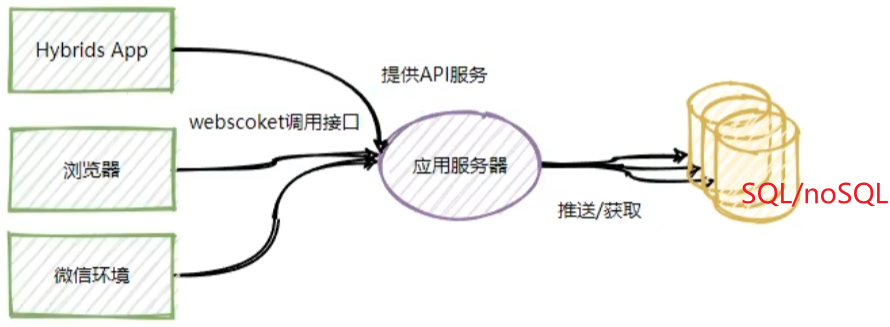 Hybrids App
提供API服务
webscoket调用接口
浏览器
应用服务器
SQL/noSQL
推送/获取
微信环境